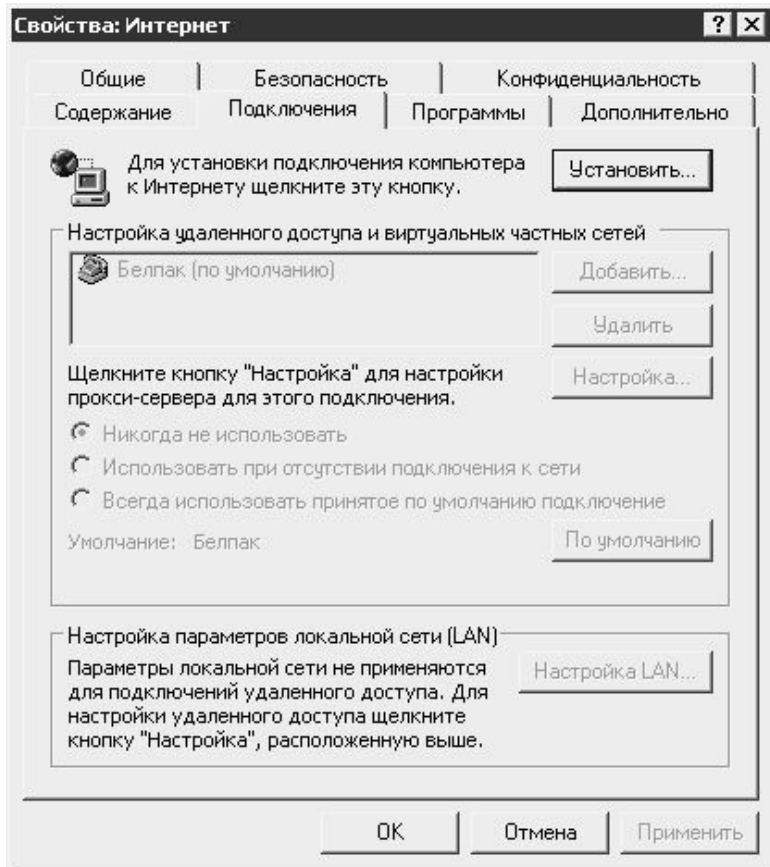 Свойства: Интернет
Общие
Безопасность
Конфиденциальность
Содержание
Подключения
Программы
Дополнительно
Для установки подключения компьютера
к Интернету щелкните эту кнопку.
Установить...
Настройка удаленного доступа и виртуальных частных сетей
Белпак (по умолчанию)
Добавить...
Удалить
Щелкните кнопку "Настройка" для настройки
прокси-сервера для этого подключения.
Настройка...
Никогда не использовать
Использовать при отсутствии подключения к сети
Всегда использовать принятое по умолчанию подключение
Умолчание: Белпак
По умолчанию
Настройка параметров локальной сети (LAN)
Параметры локальной сети не применяются
для подключений удаленного доступа. Для
настройки удаленного доступа щелкните
кнопку "Настройка", расположенную выше.
Настройка LAN...
OK
Отмена
Применить